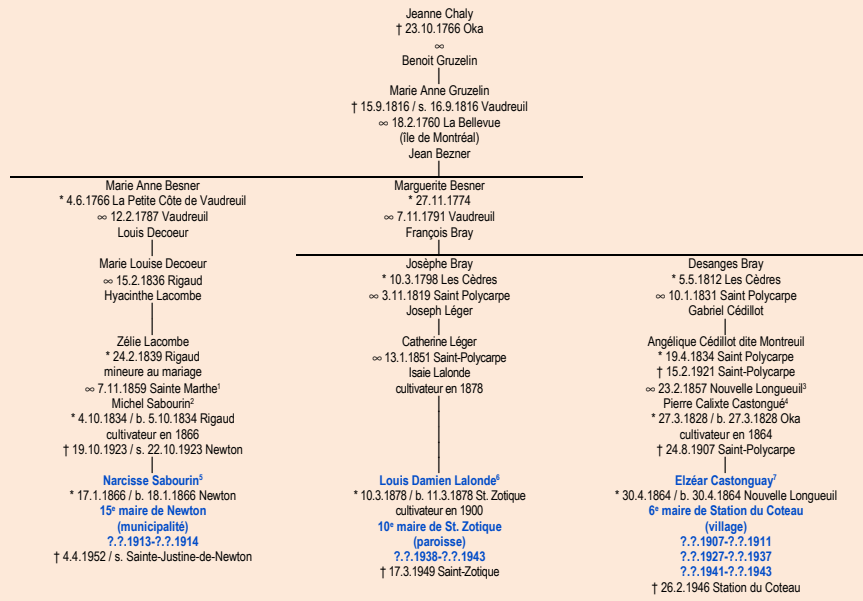 Jeanne Chaly
† 23.10.1766 Oka
∞
Benoit Gruzelin
Marie Anne Gruzelin
† 15.9.1816 / s. 16.9.1816 Vaudreuil
∞ 18.2.1760 La Bellevue
(île de Montréal)
Jean Bezner
Marie Anne Besner
* 4.6.1766 La Petite Côte de Vaudreuil
∞ 12.2.1787 Vaudreuil
Louis Decoeur
Marie Louise Decoeur
∞ 15.2.1836 Rigaud
Hyacinthe Lacombe
Zélie Lacombe
* 24.2.1839 Rigaud
mineure au mariage
∞ 7.11.1859 Sainte Marthe¹
Michel Sabourin²
* 4.10.1834 / b. 5.10.1834 Rigaud
cultivateur en 1866
† 19.10.1923 / s. 22.10.1923 Newton
Narcisse Sabourin⁵
* 17.1.1866 / b. 18.1.1866 Newton
15ᵉ maire de Newton
(municipalité)
?.?.1913-?.?.1914
† 4.4.1952 / s. Sainte-Justine-de-Newton
Marguerite Besner
* 27.11.1774
∞ 7.11.1791 Vaudreuil
François Bray
Josèphe Bray
* 10.3.1798 Les Cèdres
∞ 3.11.1819 Saint Polycarpe
Joseph Léger
Catherine Léger
∞ 13.1.1851 Saint-Polycarpe
Isaie Lalonde
cultivateur en 1878
Louis Damien Lalonde⁶
* 10.3.1878 / b. 11.3.1878 St. Zotique
cultivateur en 1900
10ᵉ maire de St. Zotique
(paroisse)
?.?.1938-?.?.1943
† 17.3.1949 Saint-Zotique
Desanges Bray
* 5.5.1812 Les Cèdres
∞ 10.1.1831 Saint Polycarpe
Gabriel Cédillot
Angélique Cédillot dite Montreuil
* 19.4.1834 Saint Polycarpe
† 15.2.1921 Saint-Polycarpe
∞ 23.2.1857 Nouvelle Longueuil³
Pierre Calixte Castongué⁴
* 27.3.1828 / b. 27.3.1828 Oka
cultivateur en 1864
† 24.8.1907 Saint-Polycarpe
Elzéar Castonguay⁷
* 30.4.1864 / b. 30.4.1864 Nouvelle Longueuil
6ᵉ maire de Station du Coteau
(village)
?.?.1907-?.?.1911
?.?.1927-?.?.1937
?.?.1941-?.?.1943
† 26.2.1946 Station du Coteau